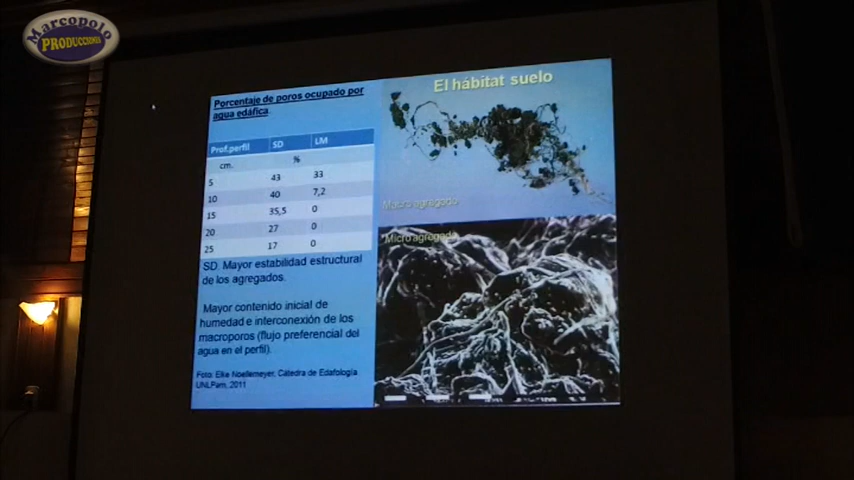 Marcopolo
PRODUCCIONES
Porcentaje de poros ocupado por
agua edáfica.
El hábitat suelo
Prof.perfil SD LM
cm. %
5 43 33
10 40 7,2
15 35,5 0
20 27 0
25 17 0
Macro agregado
Micro agregado
SD. Mayor estabilidad estructural
de los agregados.
Mayor contenido inicial de
humedad e interconexión de los
macroporos (flujo preferencial del
agua en el perfil).
Foto: Elke Noellemeyer, Cátedra de Edafología
UNLPam, 2011